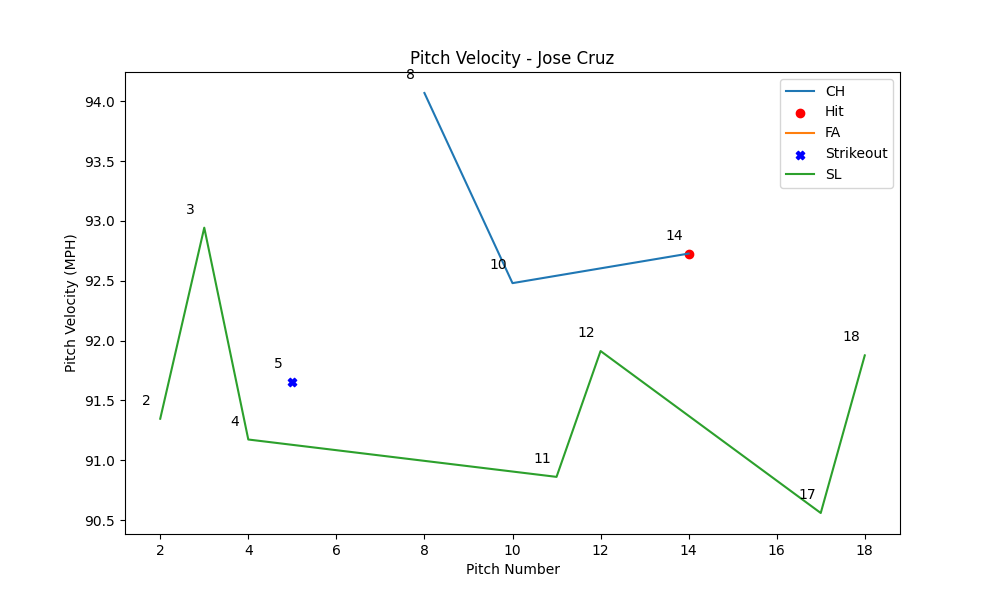 Pitch Velocity - Jose Cruz
8
94.0
CH
Hit
FA
Strikeout
SL
93.5
3
93.0
14
10
92.5
Pitch Velocity (MPH)
12
18
92.0
5
2
91.5
4
91.0
11
17
90.5
2 4 6 8 10 12 14 16 18
Pitch Number